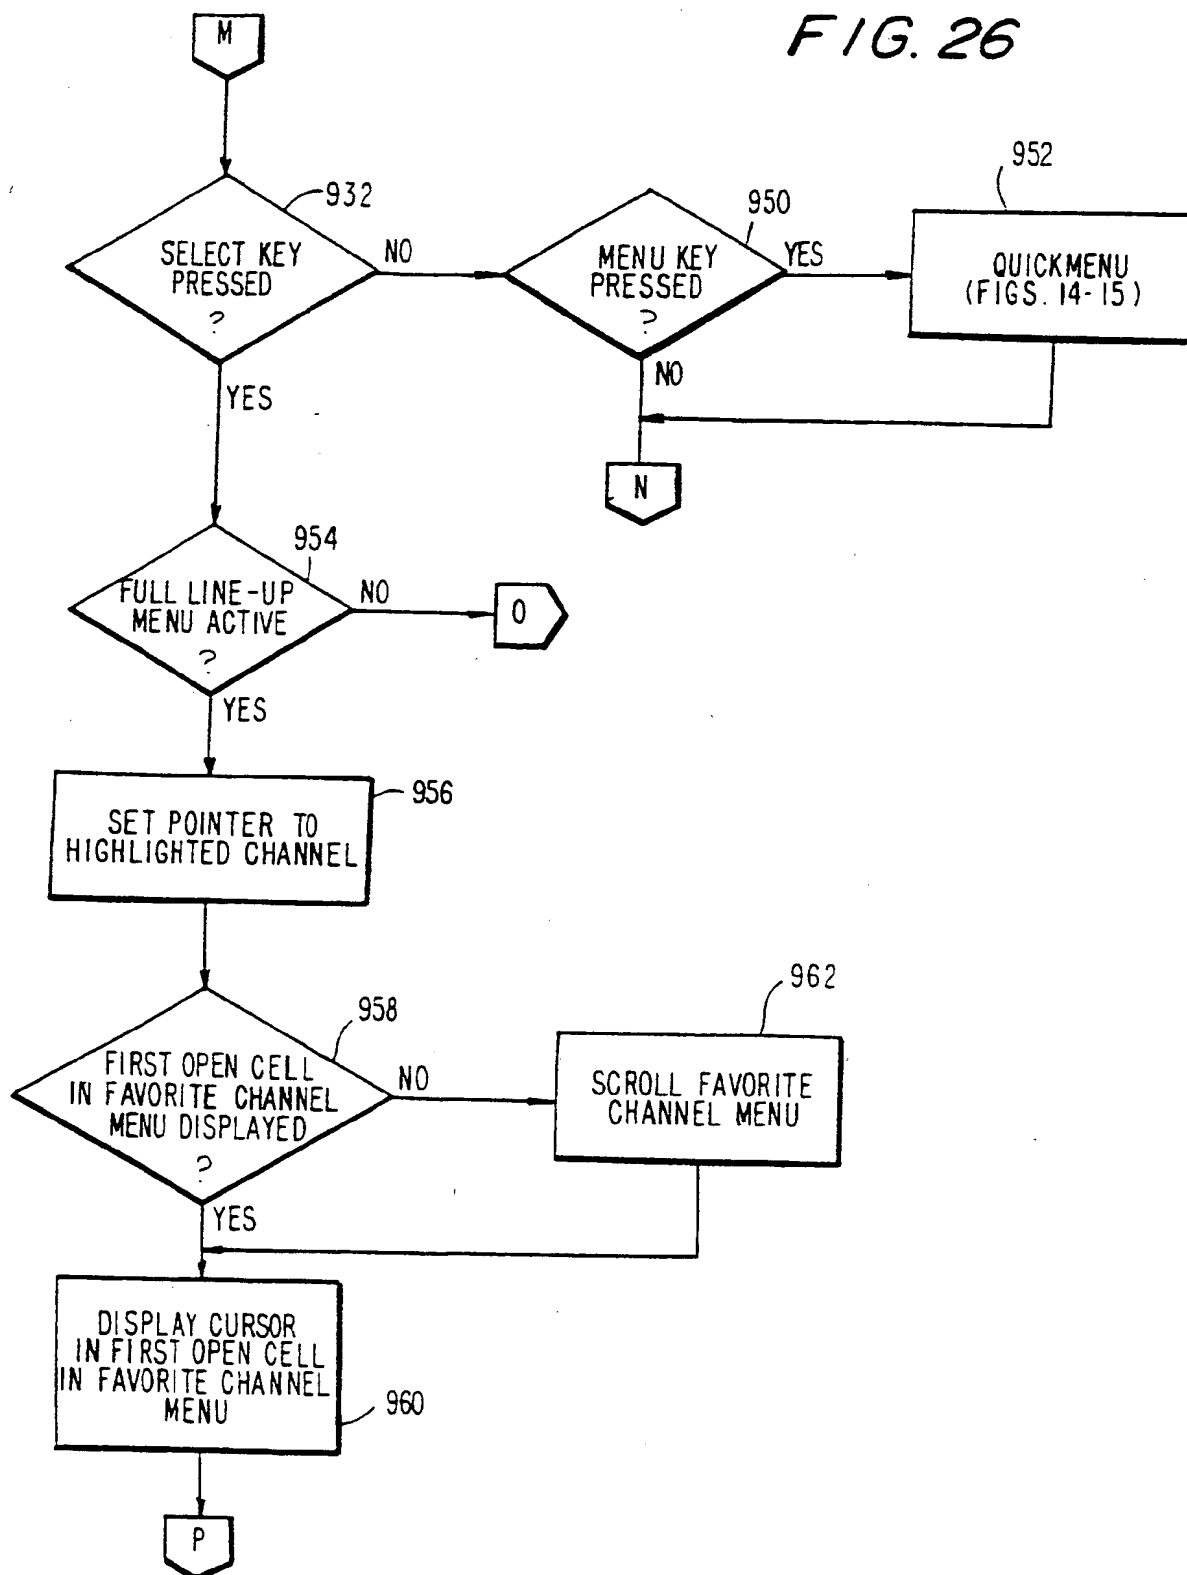 FIG. 26
M
932
SELECT KEY
PRESSED
?
NO
YES
950
MENU KEY
PRESSED
?
YES
NO
952
QUICKMENU
(FIGS. 14-15)
N
954
FULL LINE-UP
MENU ACTIVE
?
NO
O
YES
956
SET POINTER TO
HIGHLIGHTED CHANNEL
958
FIRST OPEN CELL
IN FAVORITE CHANNEL
MENU DISPLAYED
?
NO
YES
962
SCROLL FAVORITE
CHANNEL MENU
DISPLAY CURSOR
IN FIRST OPEN CELL
IN FAVORITE CHANNEL
MENU
960
P